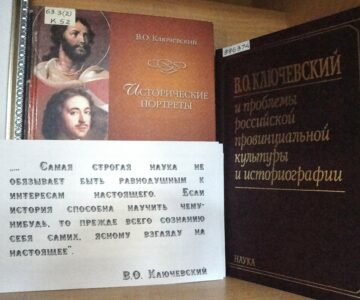 63.3(2)
К 52
В.О. Ключевский
Исторические
портреты
..... Самая строгая наука не
обязывает быть равнодушным к
интересам настоящего. Если
история способна научить чему-
нибудь, то прежде всего сознанию
себя самих, ясному взгляду на
настоящее".
В.О. Ключевский
В.О. КЛЮЧЕВСКИЙ
и проблемы
российской
провинциальной
культуры
и историографии
НАУКА